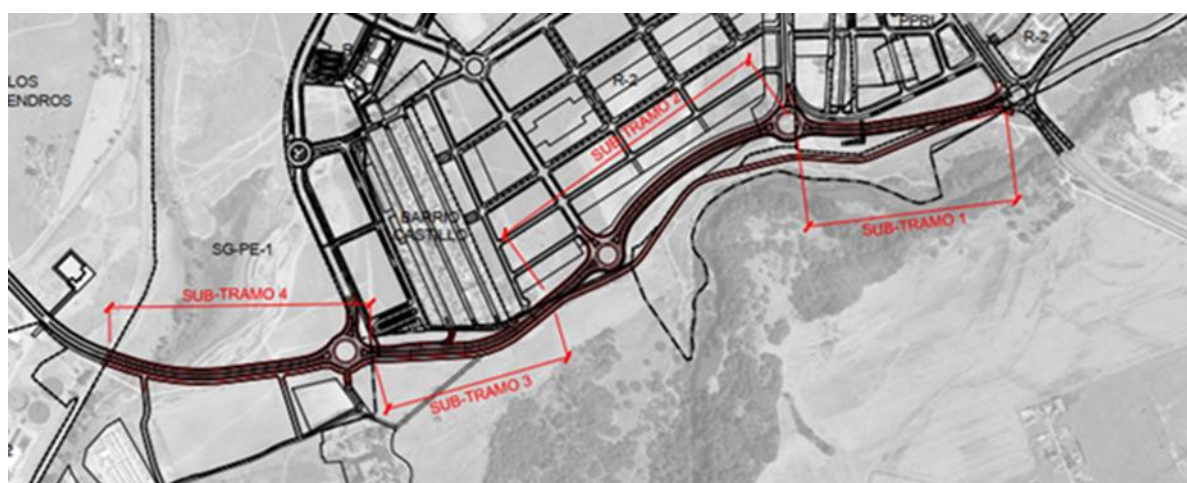 PPRI
R-2
LOS
ENDROS
R-2
SUB-TRAMO 2
BARRIO
CASTILLO
SUB-TRAMO 1
SG-PE-1
SUB-TRAMO 4
SUB-TRAMO 3